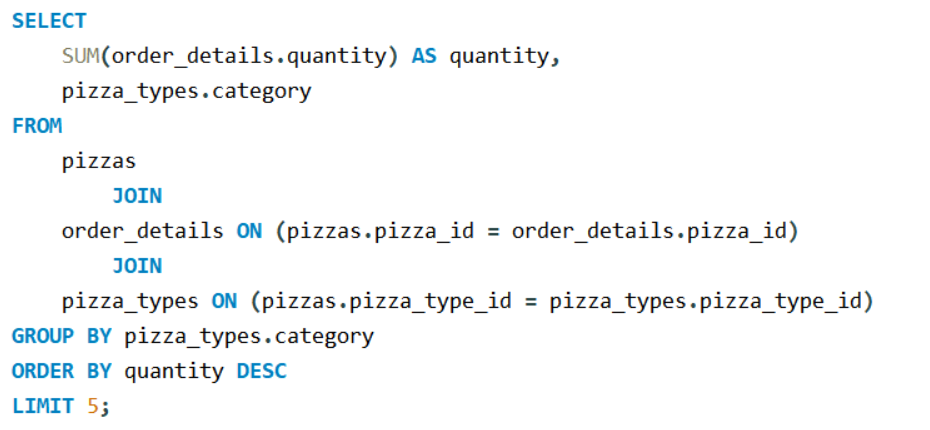 SELECT
SUM(order_details.quantity) AS quantity,
pizza_types.category
FROM
pizzas
JOIN
order_details ON (pizzas.pizza_id = order_details.pizza_id)
JOIN
pizza_types ON (pizzas.pizza_type_id = pizza_types.pizza_type_id)
GROUP BY pizza_types.category
ORDER BY quantity DESC
LIMIT 5;